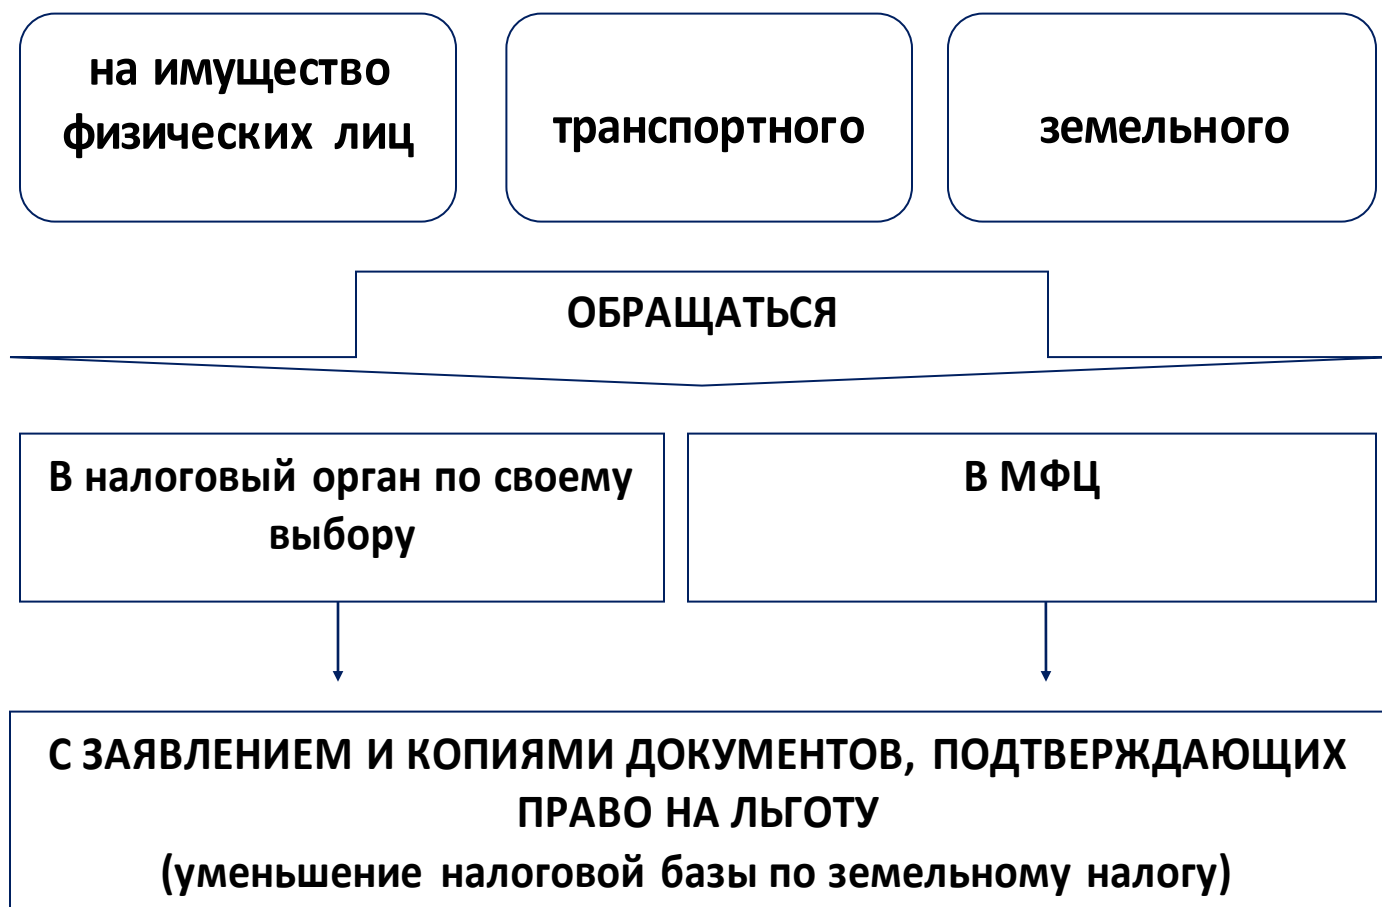 на имущество
физических лиц
транспортного
земельного
ОБРАЩАТЬСЯ
В налоговый орган по своему
выбору
В МФЦ
С ЗАЯВЛЕНИЕМ И КОПИЯМИ ДОКУМЕНТОВ, ПОДТВЕРЖДАЮЩИХ
ПРАВО НА ЛЬГОТУ
(уменьшение налоговой базы по земельному налогу)